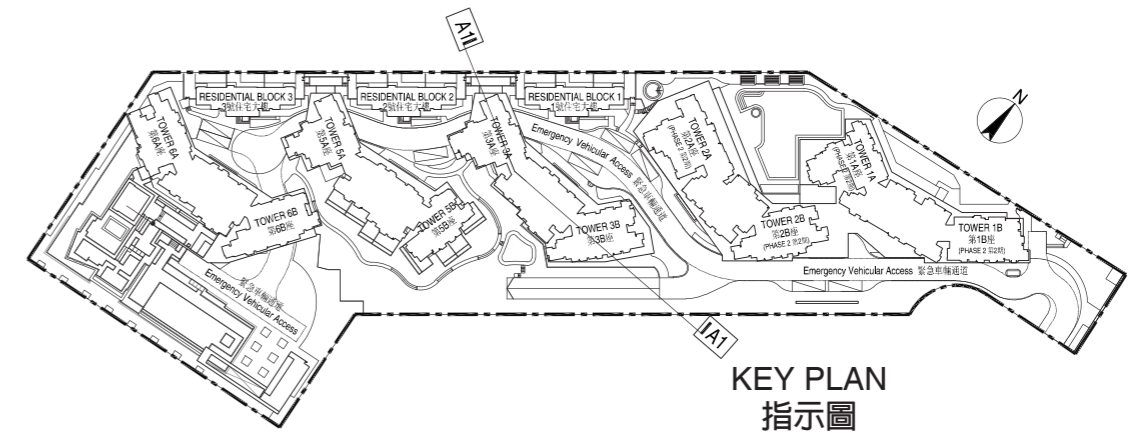 A1
N
RESIDENTIAL BLOCK 3
3號住宅大樓
RESIDENTIAL BLOCK 2
2號住宅大樓
RESIDENTIAL BLOCK 1
1號住宅大樓
TOWER 6A
第6A座
TOWER 5A
第5A座
TOWER 3A
第3A座
Emergency Vehicular Access 緊急車輛通道
TOWER 2A
第2A座
(PHASE 2 第2期)
TOWER 1A
第1A座
(PHASE 2 第2期)
TOWER 6B
第6B座
TOWER 5B
第5B座
TOWER 3B
第3B座
TOWER 2B
第2B座
(PHASE 2 第2期)
TOWER 1B
第1B座
(PHASE 2 第2期)
Emergency Vehicular Access 緊急車輛通道
緊急車輛通道
Emergency Vehicular Access
A1
KEY PLAN
指示圖